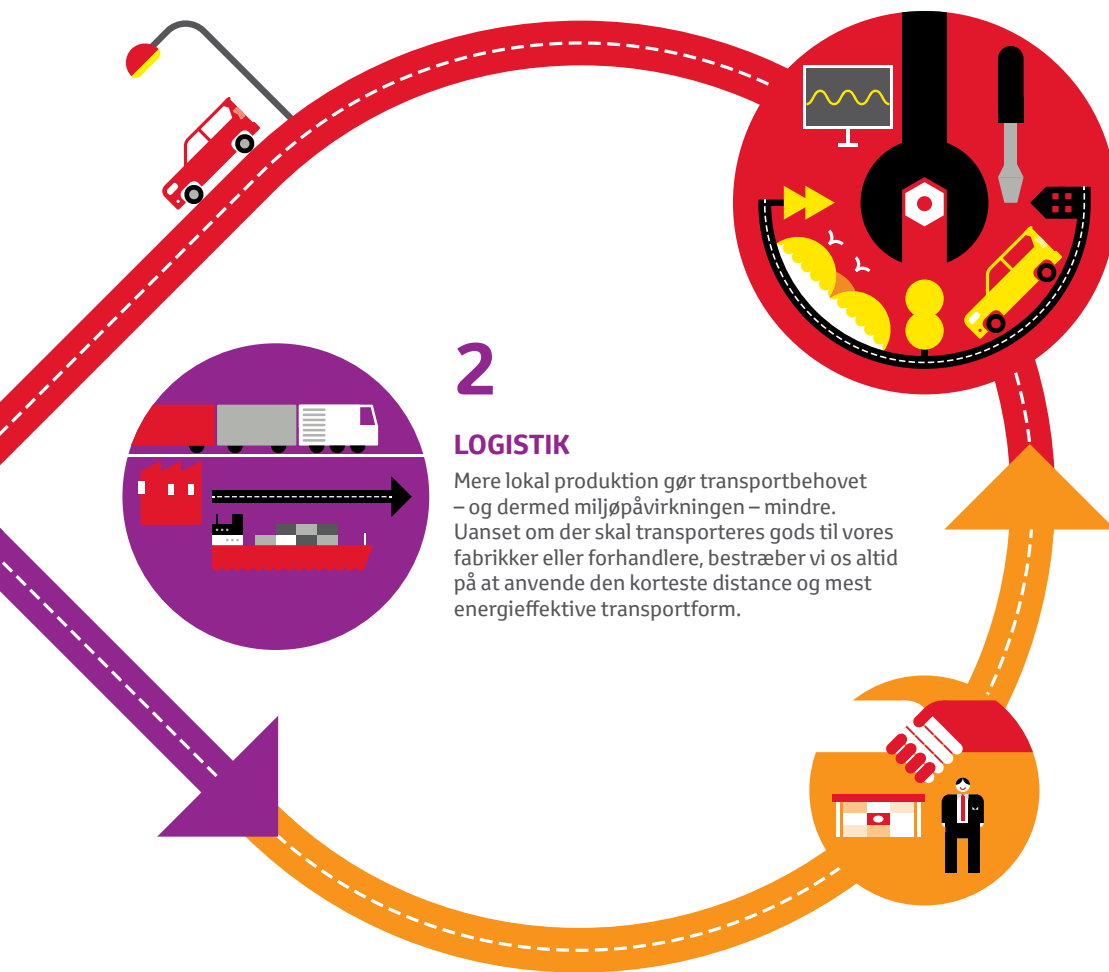 2
LOGISTIK
Mere lokal produktion gør transportbehovet
– og dermed miljøpåvirkningen – mindre.
Uanset om der skal transporteres gods til vores
fabrikker eller forhandlere, bestræber vi os altid
på at anvende den korteste distance og mest
energieffektive transportform.